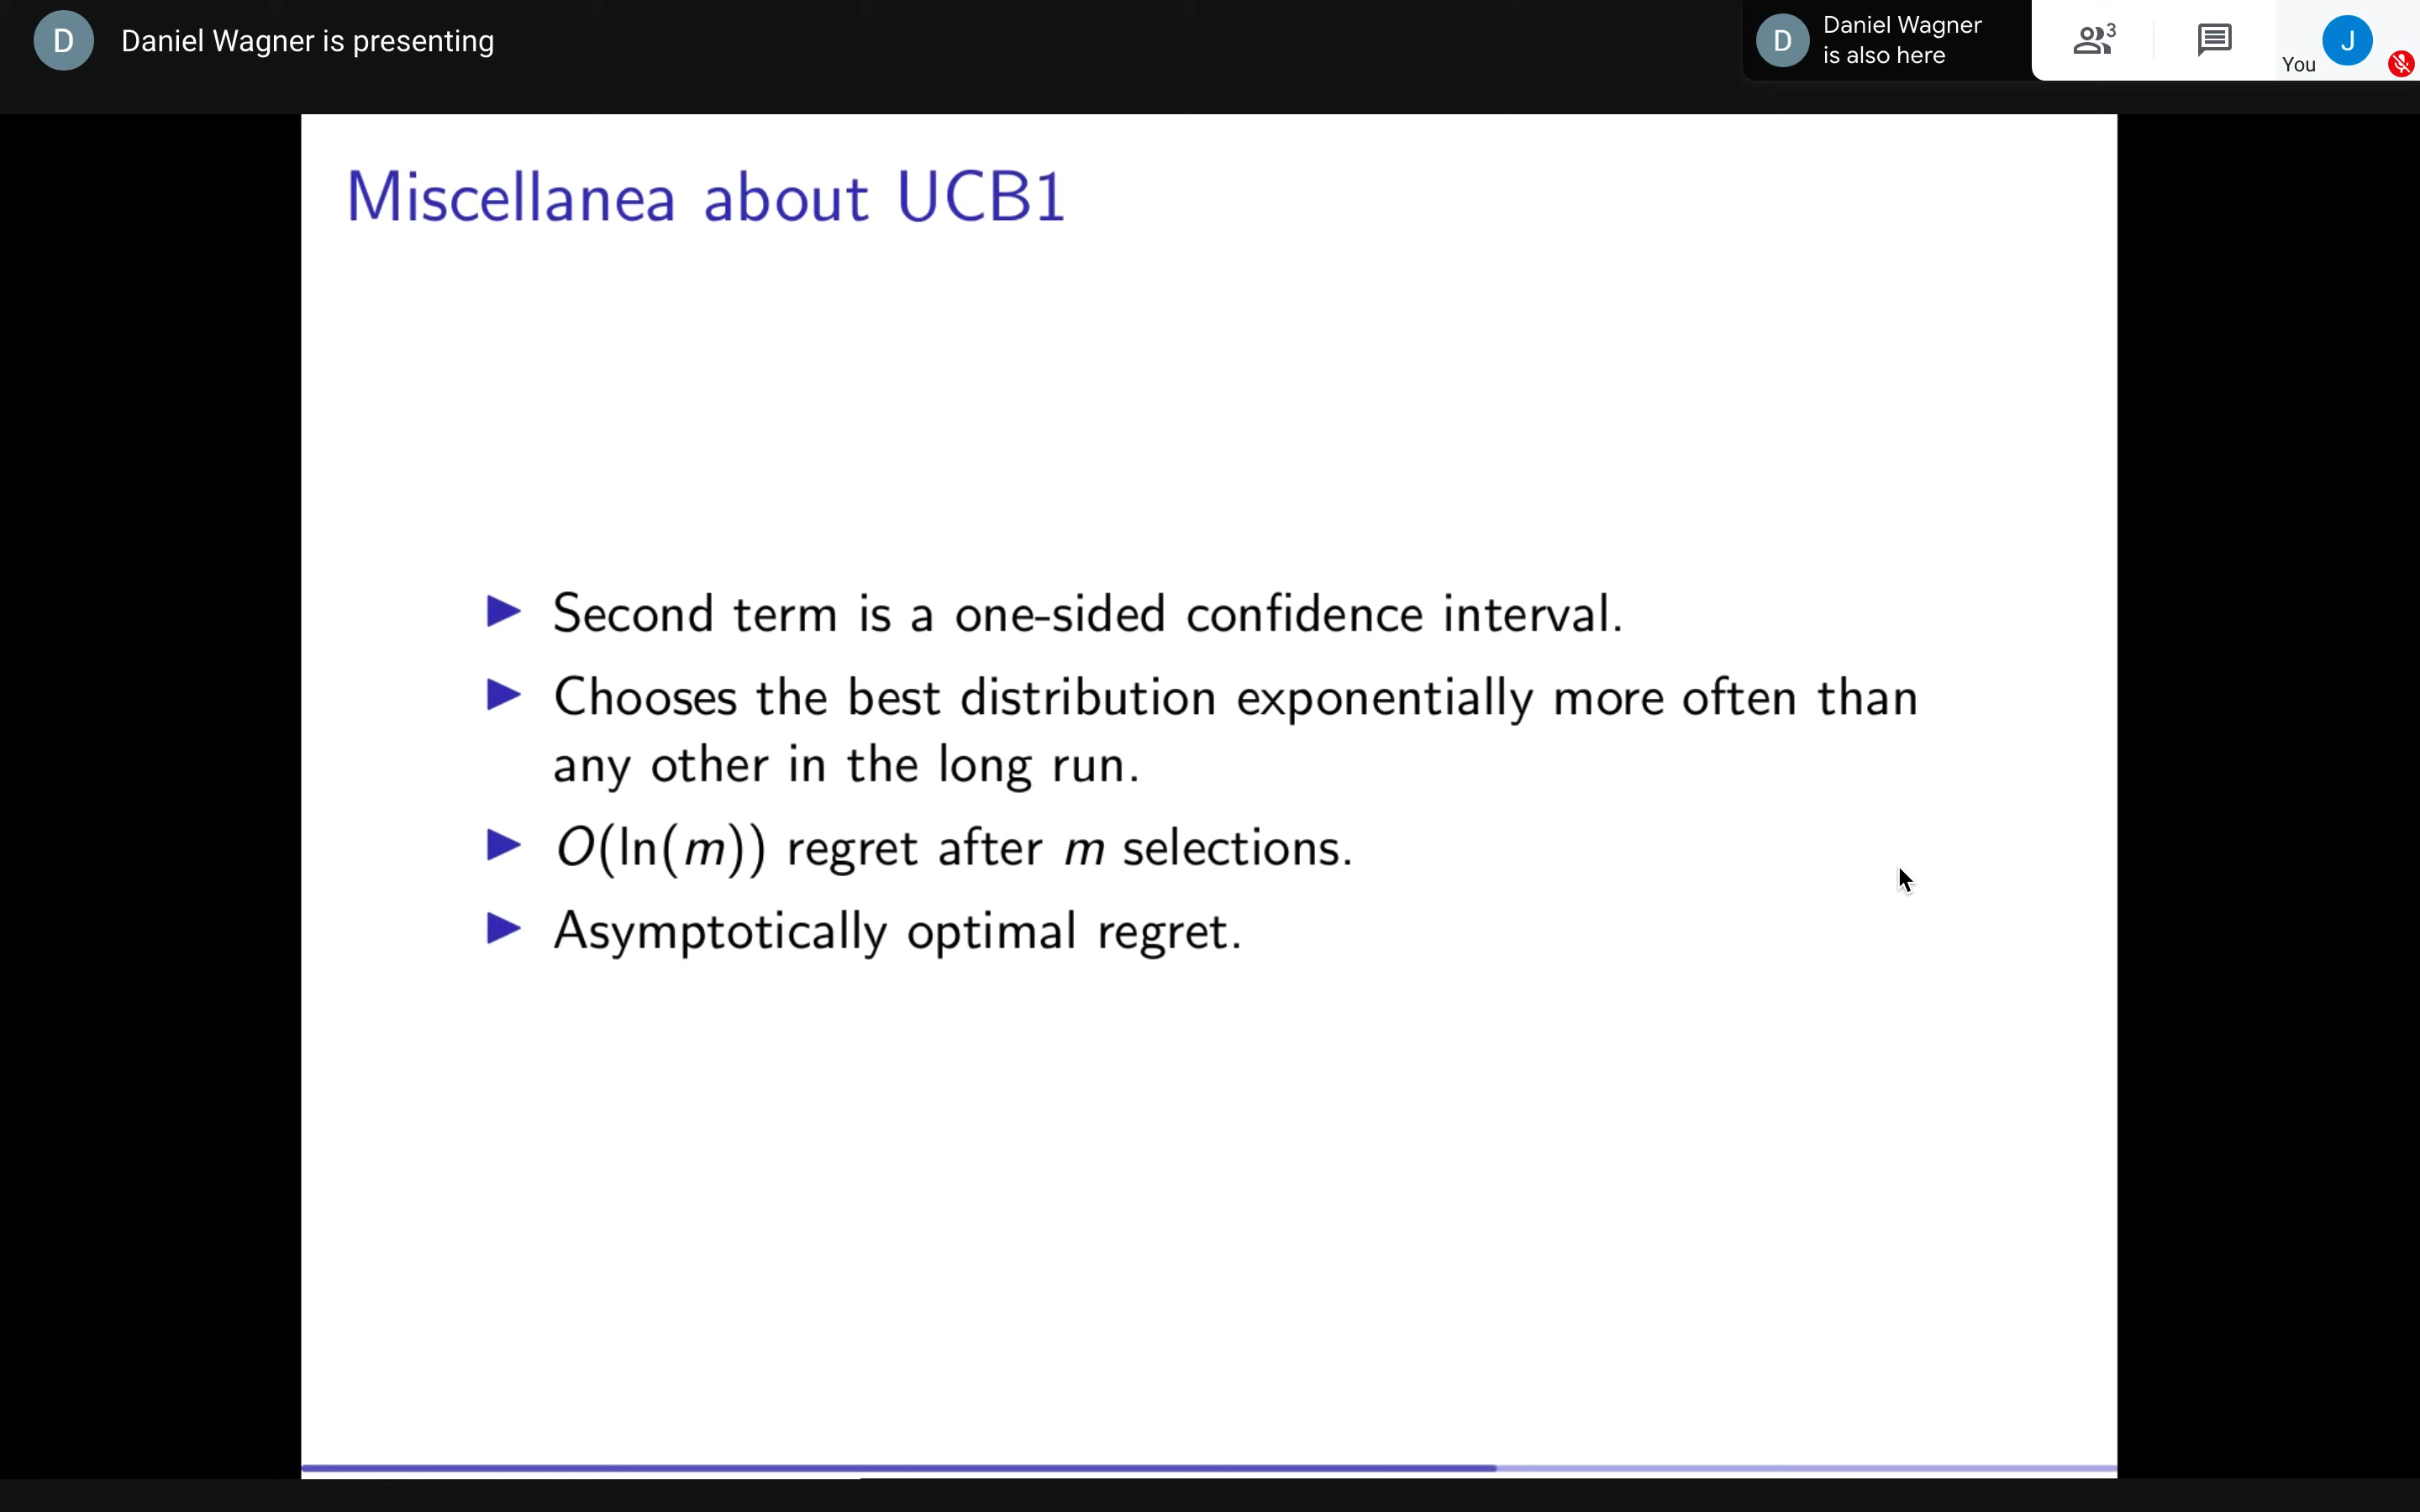 D Daniel Wagner is presenting
D Daniel Wagner
is also here
3
You J
Miscellanea about UCB1
Second term is a one-sided confidence interval.
Chooses the best distribution exponentially more often than
any other in the long run.
O(ln(m)) regret after m selections.
Asymptotically optimal regret.